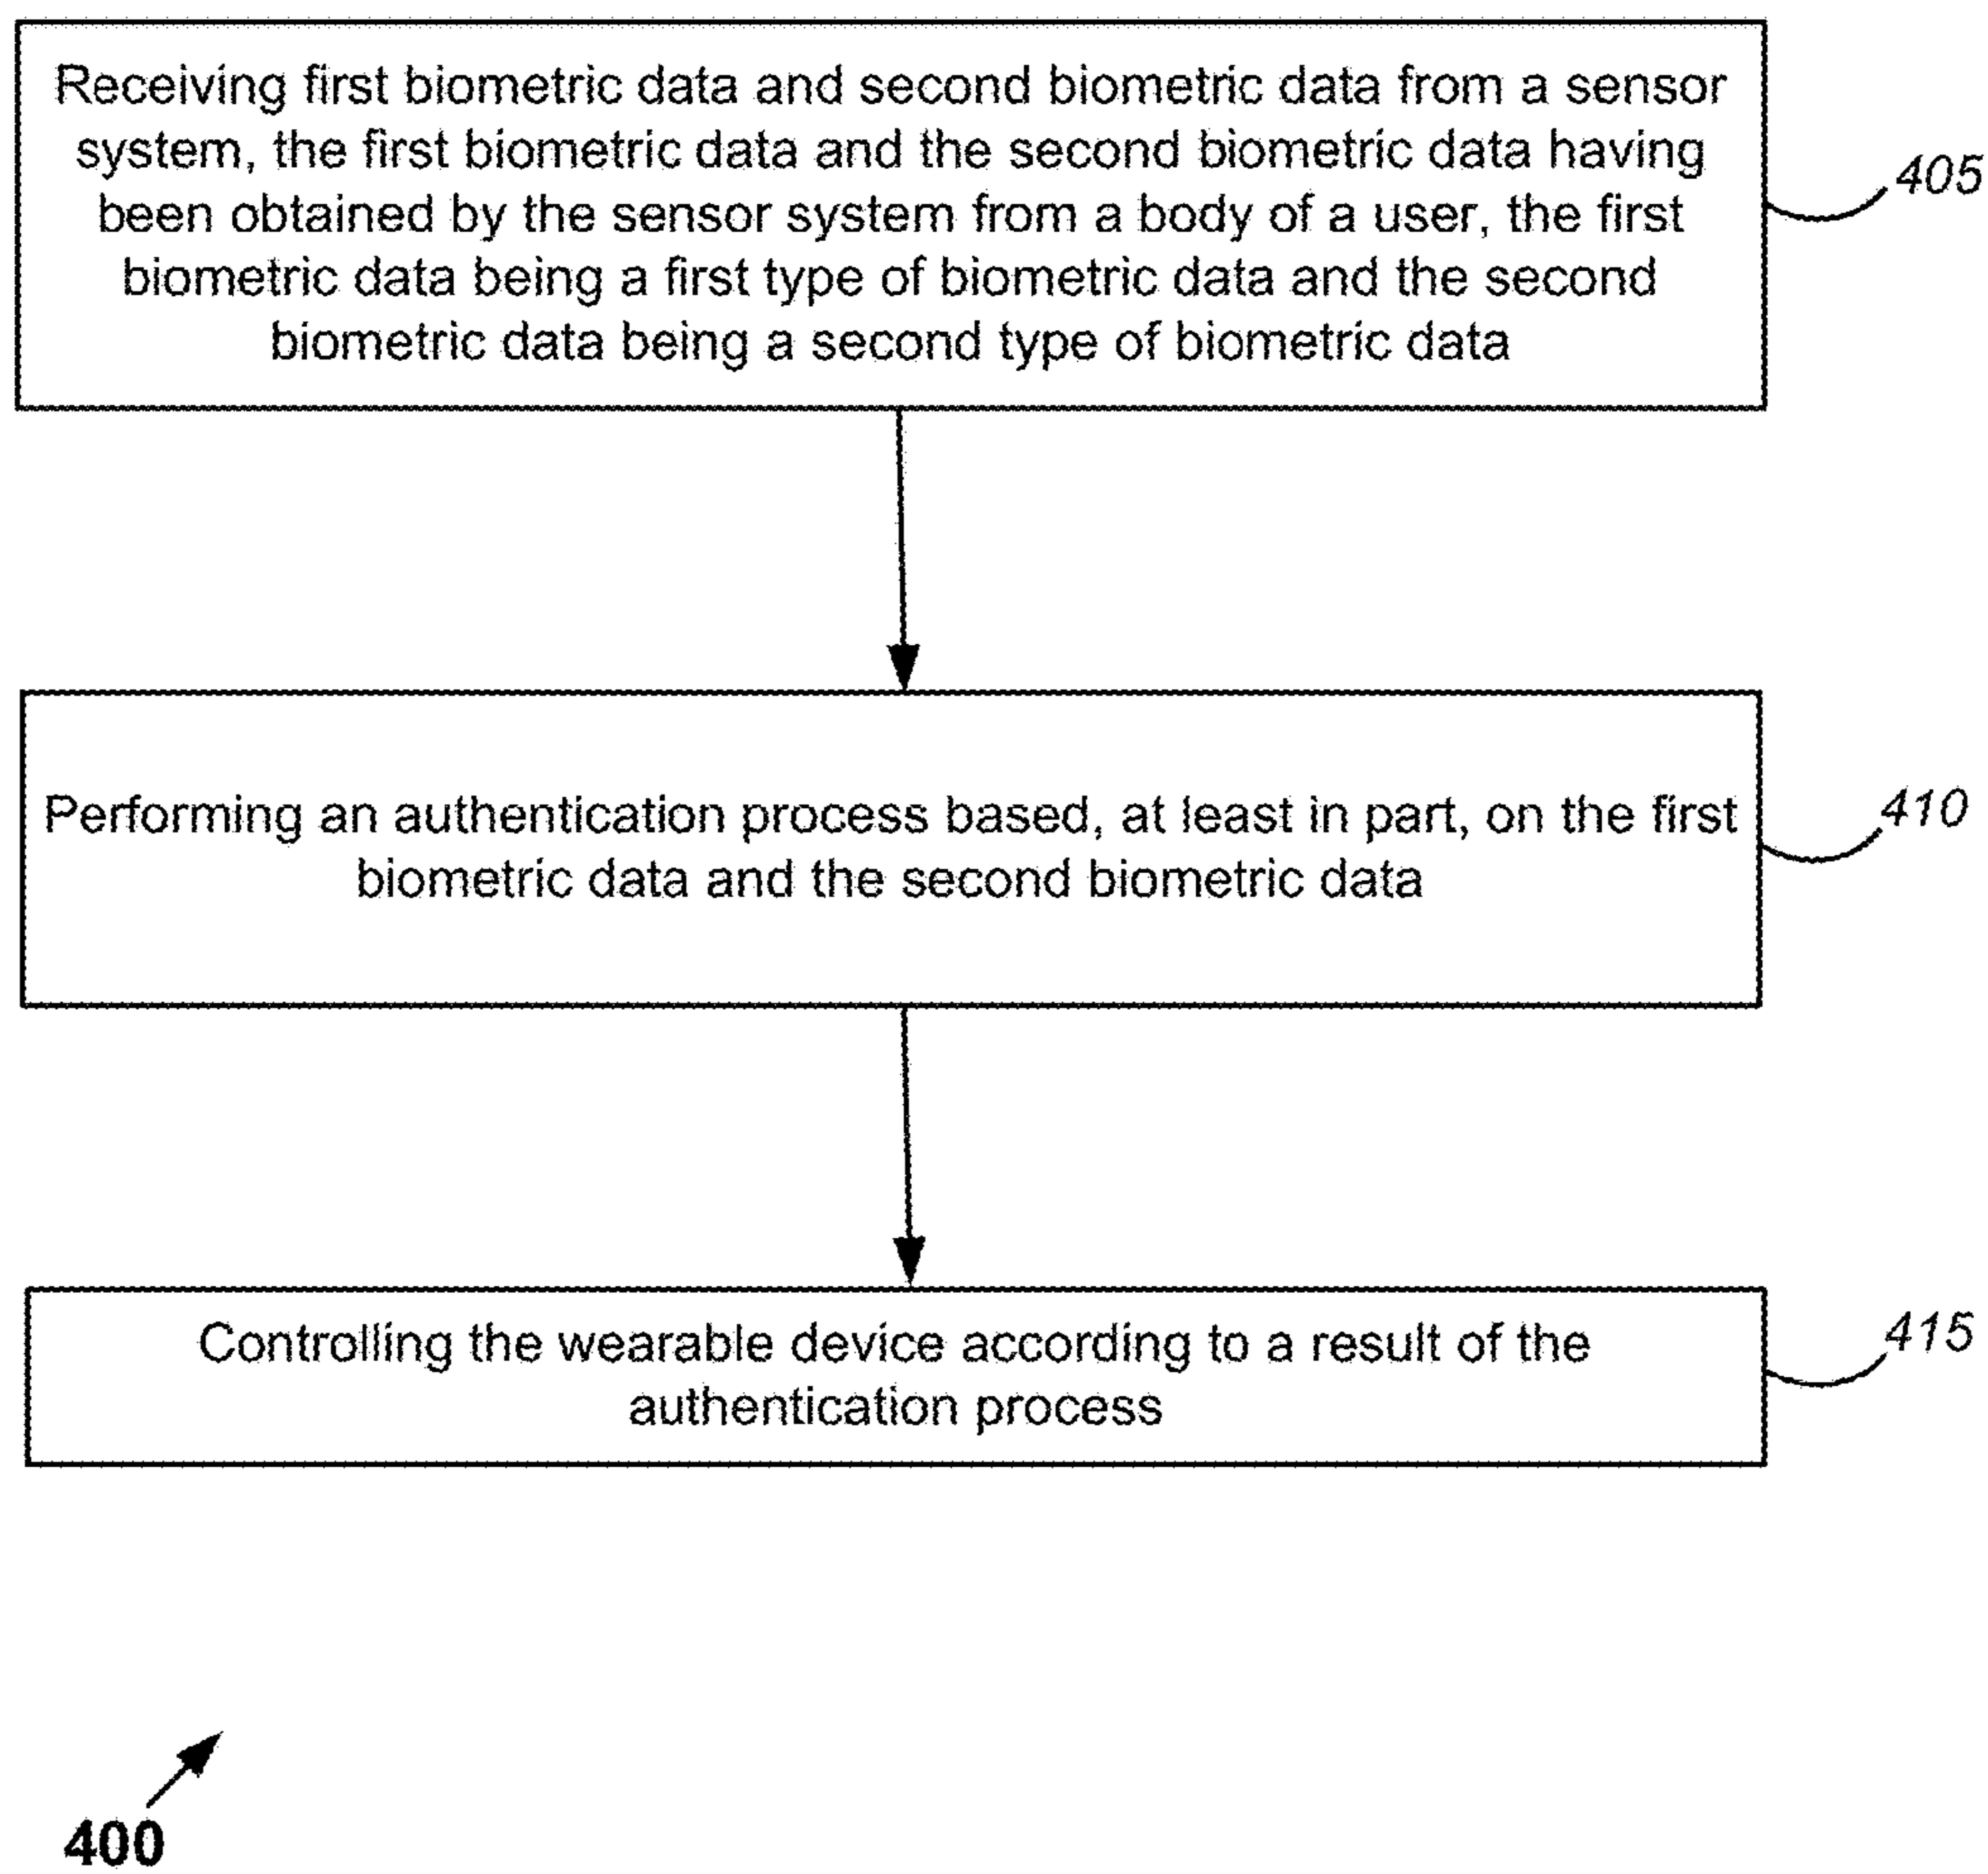 Receiving first biometric data and second biometric data from a sensor
system, the first biometric data and the second biometric data having
been obtained by the sensor system from a body of a user, the first
biometric data being a first type of biometric data and the second
biometric data being a second type of biometric data
405
Performing an authentication process based, at least in part, on the first
biometric data and the second biometric data
410
Controlling the wearable device according to a result of the
authentication process
415
400